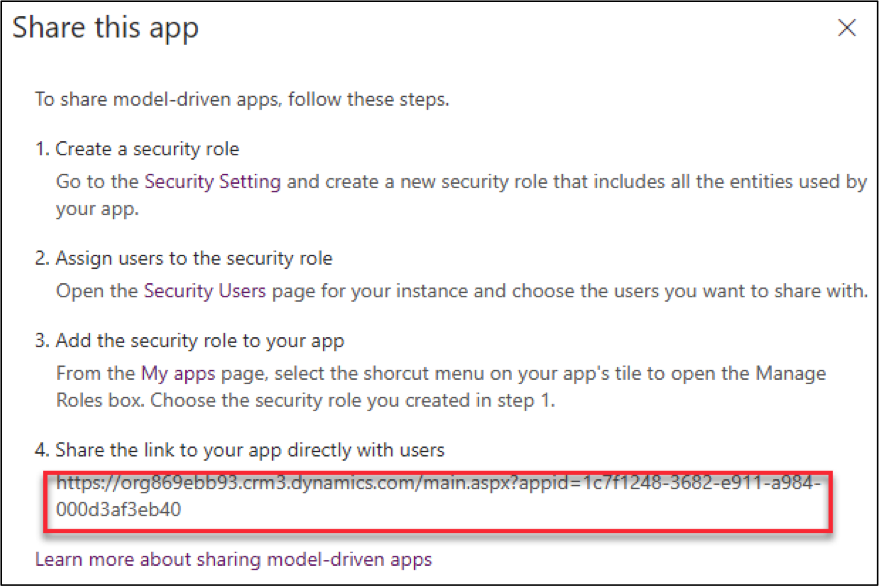 Share this app
To share model-driven apps, follow these steps.
1. Create a security role
Go to the Security Setting and create a new security role that includes all the entities used by
your app.
2. Assign users to the security role
Open the Security Users page for your instance and choose the users you want to share with.
3. Add the security role to your app
From the My apps page, select the shorcut menu on your app's tile to open the Manage
Roles box. Choose the security role you created in step 1.
4. Share the link to your app directly with users
https://org869ebb93.crm3.dynamics.com/main.aspx?appid=1c7f1248-3682-e911-a984-
000d3af3eb40
Learn more about sharing model-driven apps